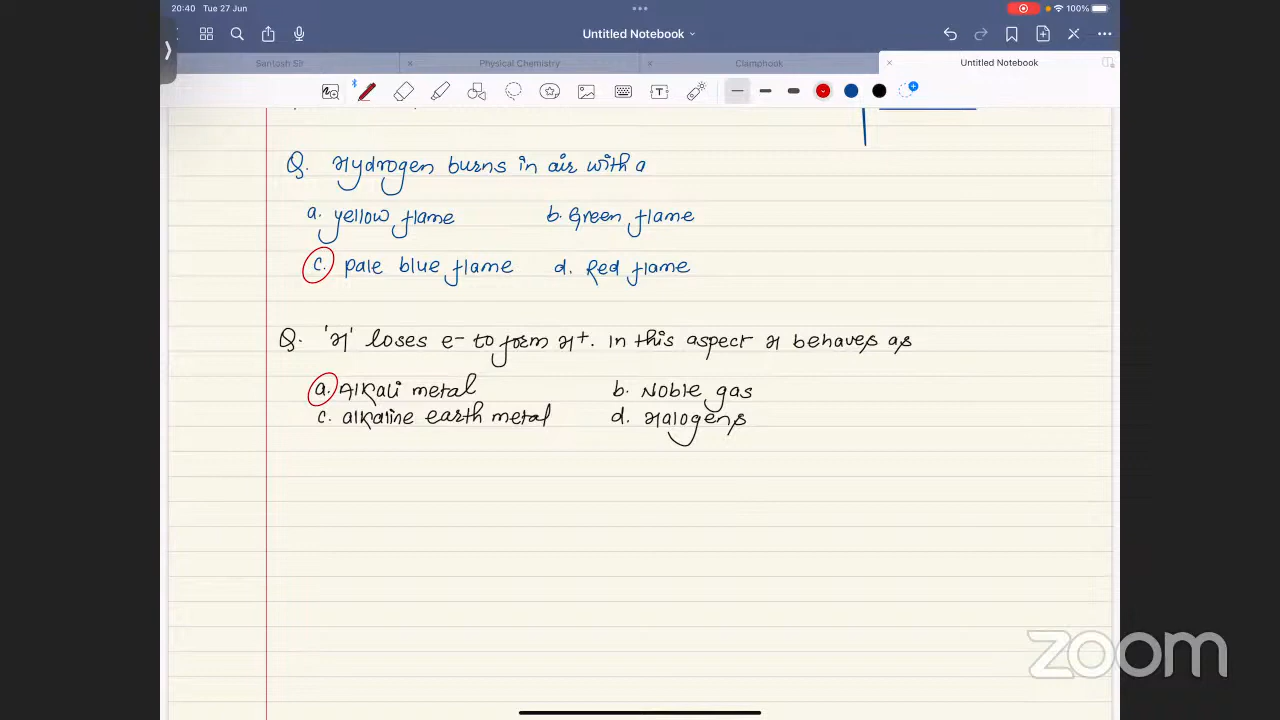 20:40 Tue 27 Jun
100%
Untitled Notebook
Santosh Sir
Physical Chemistry
Clamphook
Untitled Notebook
Q. Hydrogen burns in air with a
a. yellow flame b. Green flame
c. pale blue flame d. Red flame
Q. 'H' loses e- to form H+. In this aspect H behaves as
a. Alkali metal b. Noble gas
c. alkaline earth metal d. Halogens
zoom